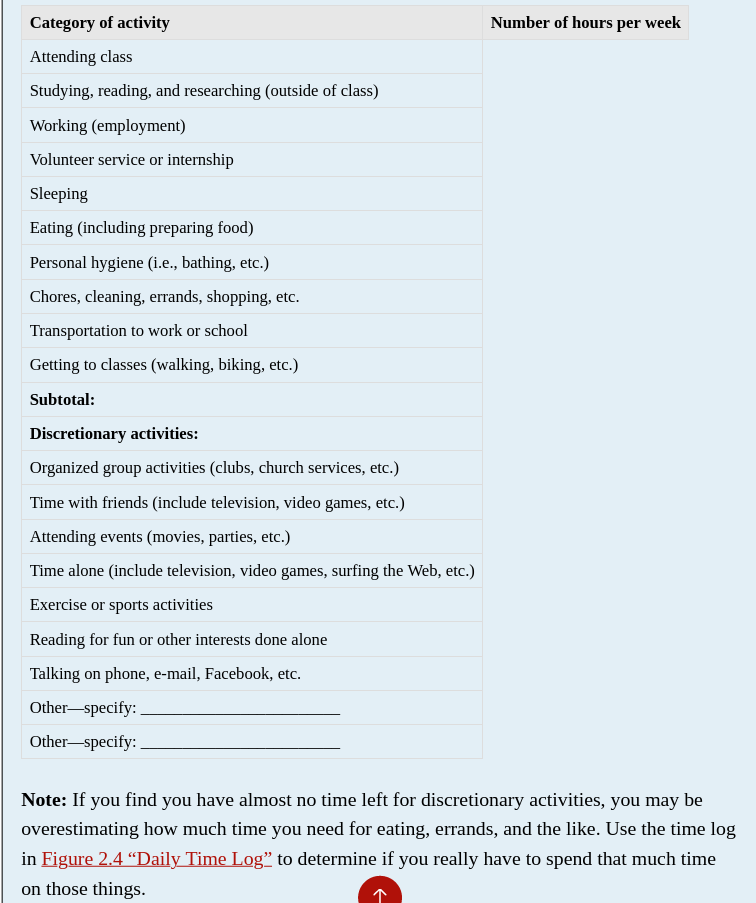 Category of activity Number of hours per week
Attending class
Studying, reading, and researching (outside of class)
Working (employment)
Volunteer service or internship
Sleeping
Eating (including preparing food)
Personal hygiene (i.e., bathing, etc.)
Chores, cleaning, errands, shopping, etc.
Transportation to work or school
Getting to classes (walking, biking, etc.)
Subtotal:
Discretionary activities:
Organized group activities (clubs, church services, etc.)
Time with friends (include television, video games, etc.)
Attending events (movies, parties, etc.)
Time alone (include television, video games, surfing the Web, etc.)
Exercise or sports activities
Reading for fun or other interests done alone
Talking on phone, e-mail, Facebook, etc.
Other—specify: ________________________
Other—specify: ________________________
Note: If you find you have almost no time left for discretionary activities, you may be
overestimating how much time you need for eating, errands, and the like. Use the time log
in Figure 2.4 “Daily Time Log” to determine if you really have to spend that much time
on those things.